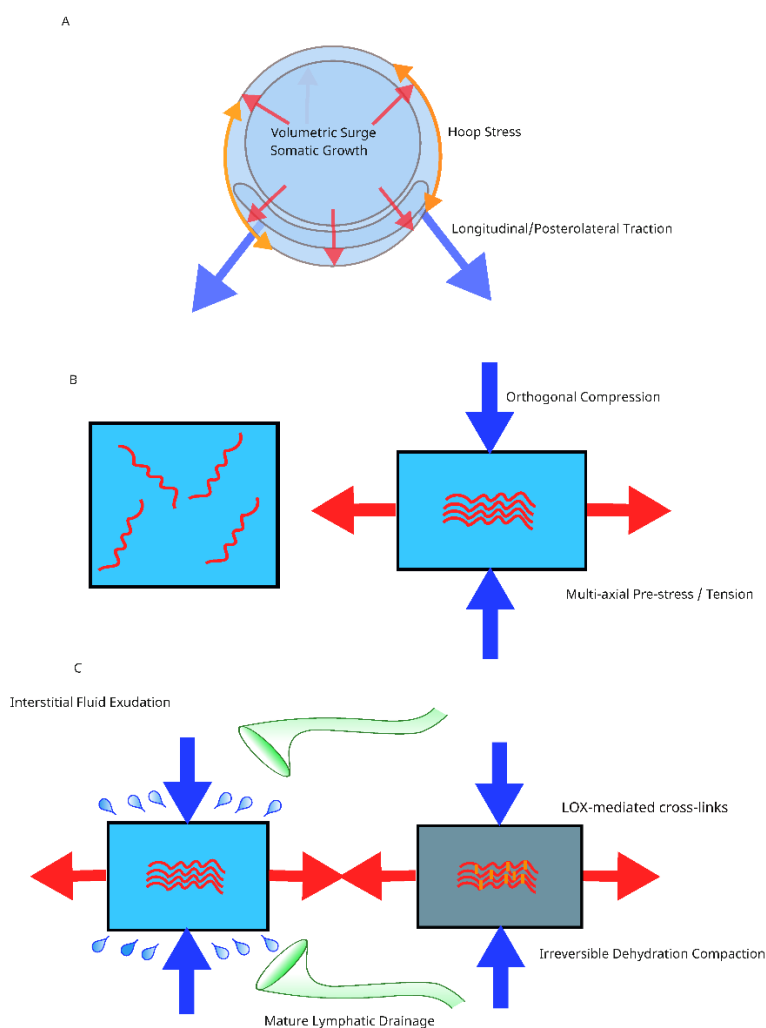 A
Volumetric Surge
Somatic Growth
Hoop Stress
Longitudinal/Posterolateral Traction
B
Orthogonal Compression
Multi-axial Pre-stress / Tension
C
Interstitial Fluid Exudation
LOX-mediated cross-links
Irreversible Dehydration Compaction
Mature Lymphatic Drainage